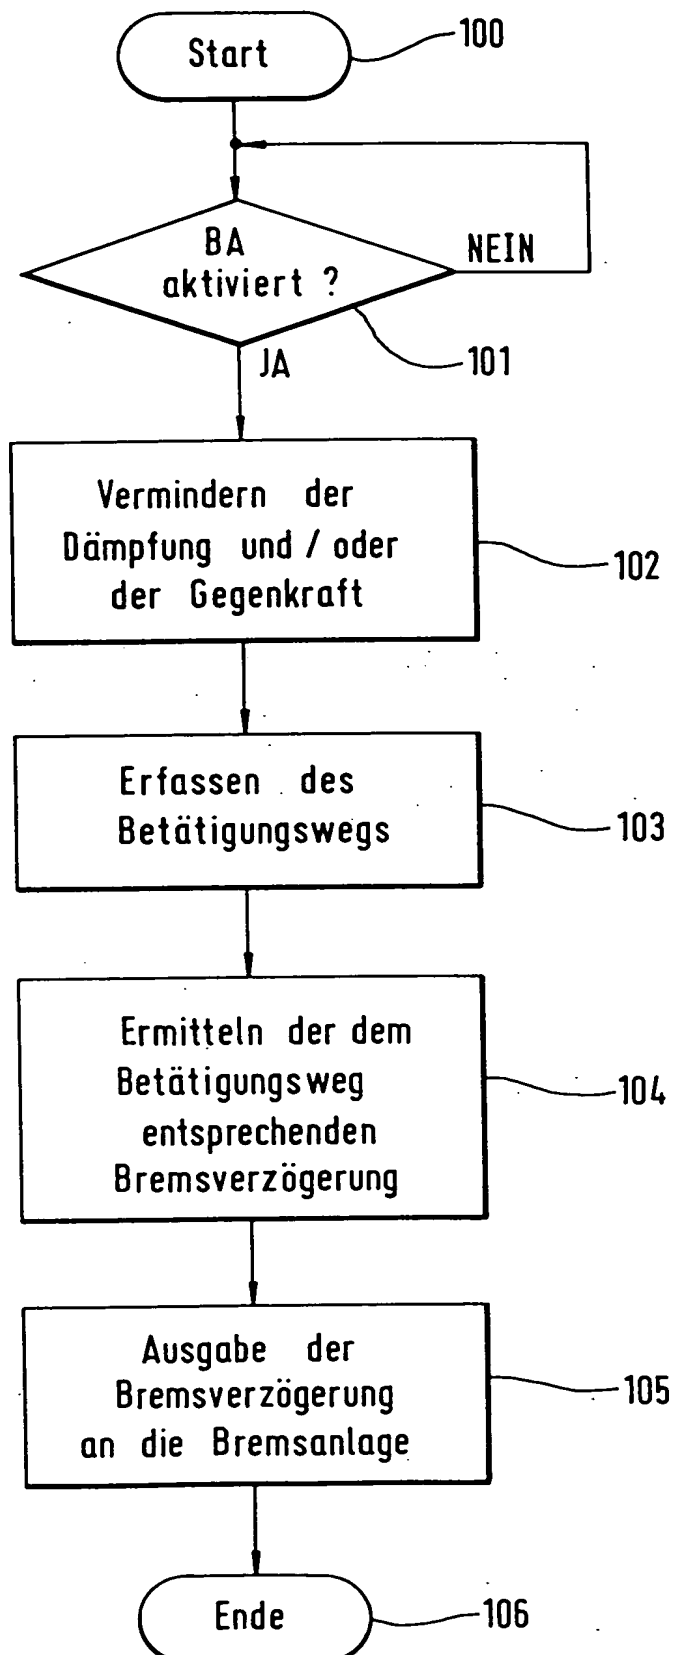 Start
100
BA
aktiviert ?
NEIN
101
JA
Vermindern der
Dämpfung und / oder
der Gegenkraft
102
Erfassen des
Betätigungswegs
103
Ermitteln der dem
Betätigungsweg
entsprechenden
Bremsverzögerung
104
Ausgabe der
Bremsverzögerung
an die Bremsanlage
105
Ende
106